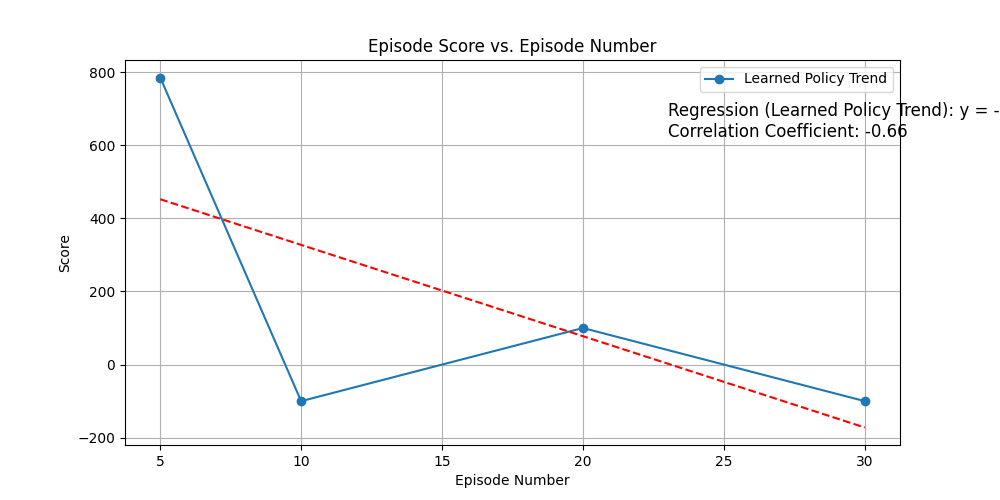 Episode Score vs. Episode Number
Learned Policy Trend
Regression (Learned Policy Trend): y = -
Correlation Coefficient: -0.66
800
600
400
200
0
−200
Score
5
10
15
20
25
30
Episode Number